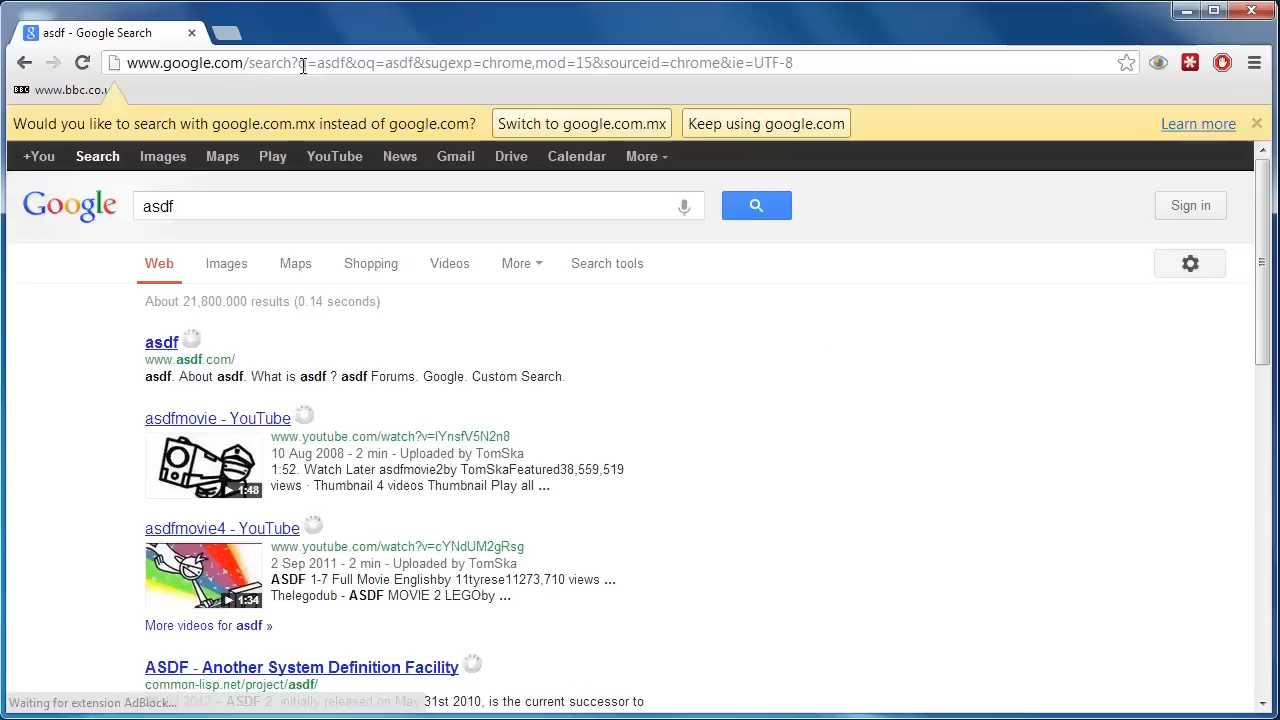 asdf - Google Search
www.google.com/search?q=asdf&oq=asdf&sugexp=chrome,mod=15&sourceid=chrome&ie=UTF-8
BBC www.bbc.co.u
Would you like to search with google.com.mx instead of google.com? Switch to google.com.mx Keep using google.com Learn more
+You Search Images Maps Play YouTube News Gmail Drive Calendar More
Google asdf Sign in
Web Images Maps Shopping Videos More Search tools
About 21,800,000 results (0.14 seconds)
asdf
www.asdf.com/
asdf. About asdf. What is asdf ? asdf Forums. Google. Custom Search.
asdfmovie - YouTube
www.youtube.com/watch?v=IYnsfV5N2n8
10 Aug 2008 - 2 min - Uploaded by TomSka
1:52. Watch Later asdfmovie2by TomSkaFeatured38,559,519
views · Thumbnail 4 videos Thumbnail Play all ...
1:48
asdfmovie4 - YouTube
www.youtube.com/watch?v=cYNdUM2gRsg
2 Sep 2011 - 2 min - Uploaded by TomSka
ASDF 1-7 Full Movie Englishby 11tyrese11273,710 views ...
Thelegodub - ASDF MOVIE 2 LEGOby ...
1:34
More videos for asdf »
ASDF - Another System Definition Facility
common-lisp.net/project/asdf/
2012 – ASDF 2, initially released on May 31st 2010, is the current successor to
Waiting for extension AdBlock...